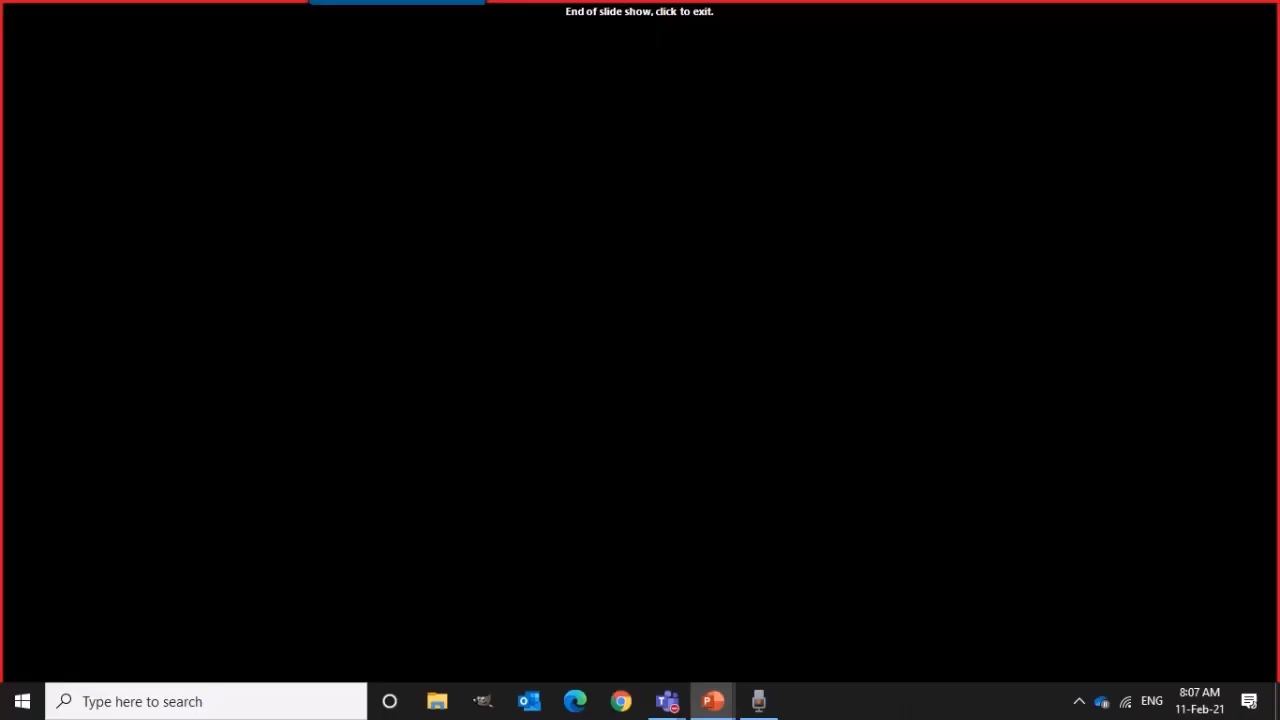 End of slide show, click to exit.
Type here to search
ENG
8:07 AM
11-Feb-21